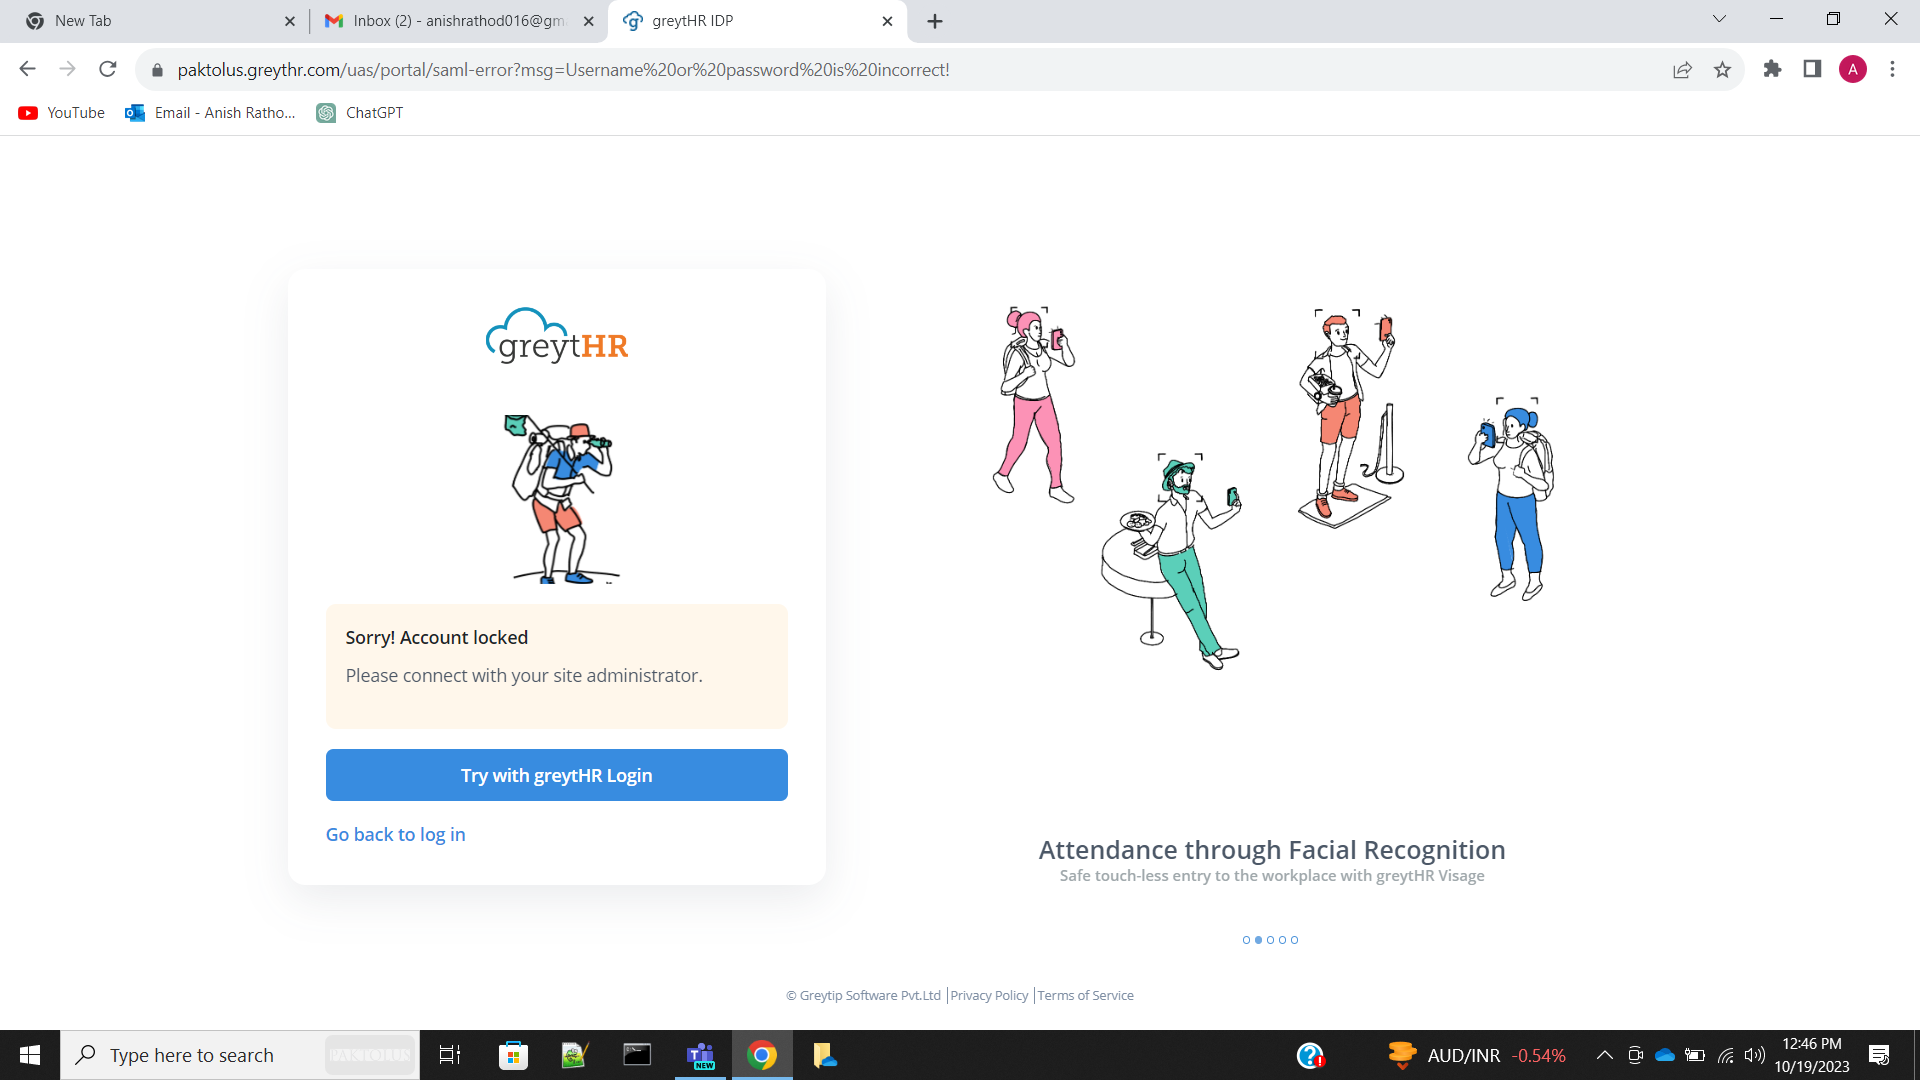 New Tab
Inbox (2) - anishrathod016@gm
greytHR IDP
paktolus.greythr.com/uas/portal/saml-error?msg=Username%20or%20password%20is%20incorrect!
A
YouTube
Email - Anish Ratho...
ChatGPT
greytHR
Sorry! Account locked
Please connect with your site administrator.
Try with greytHR Login
Go back to log in
Attendance through Facial Recognition
Safe touch-less entry to the workplace with greytHR Visage
© Greytip Software Pvt.Ltd | Privacy Policy | Terms of Service
Type here to search
PAKTOLUS
NEW
AUD/INR -0.54%
12:46 PM
10/19/2023